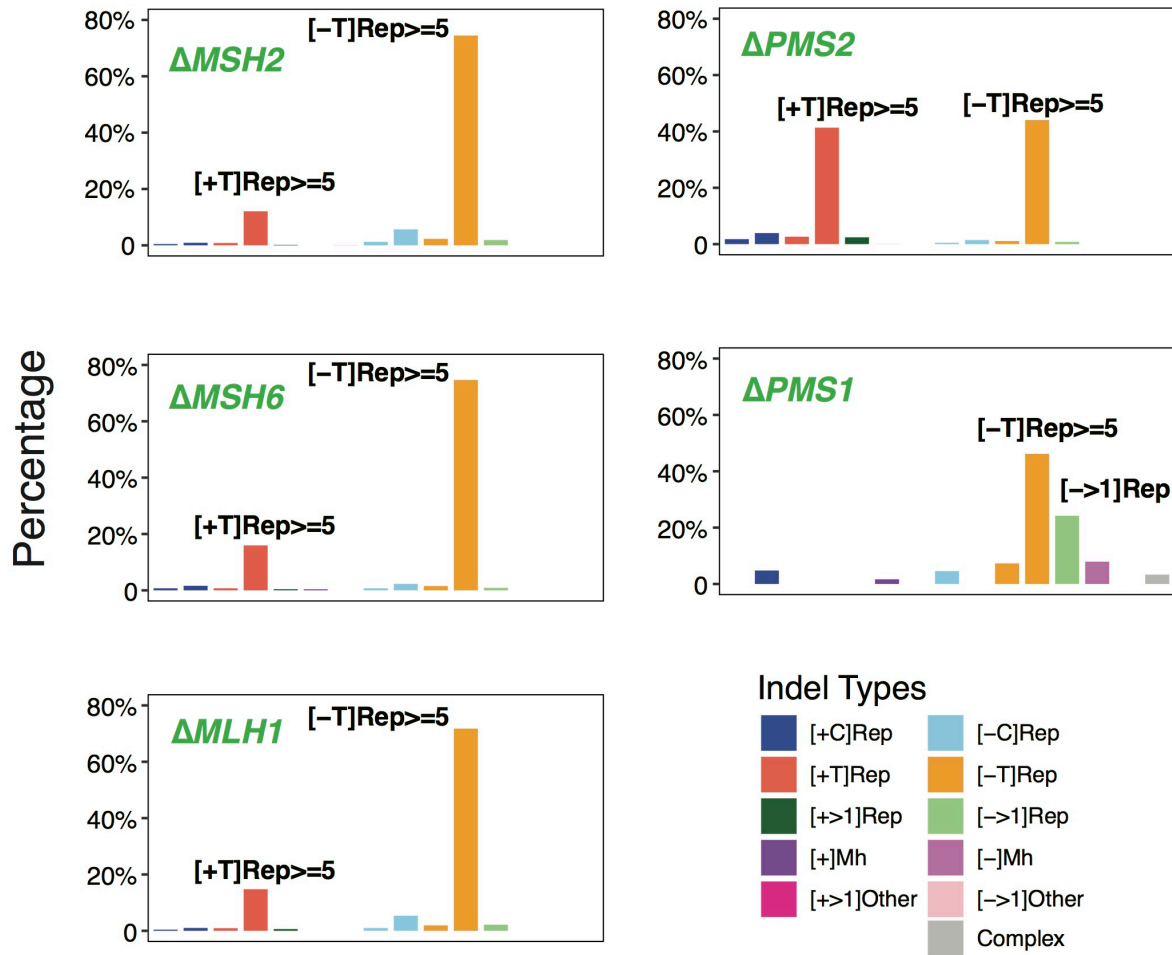 Percentage
80%
60%
40%
20%
0
ΔMSH2
[−T]Rep>=5
[+T]Rep>=5
80%
60%
40%
20%
0
ΔPMS2
[+T]Rep>=5
[−T]Rep>=5
80%
60%
40%
20%
0
ΔMSH6
[−T]Rep>=5
[+T]Rep>=5
80%
60%
40%
20%
0
ΔPMS1
[−T]Rep>=5
[−>1]Rep
80%
60%
40%
20%
0
ΔMLH1
[−T]Rep>=5
[+T]Rep>=5
Indel Types
[+C]Rep
[−C]Rep
[+T]Rep
[−T]Rep
[+>1]Rep
[−>1]Rep
[+]Mh
[−]Mh
[+>1]Other
[−>1]Other
Complex